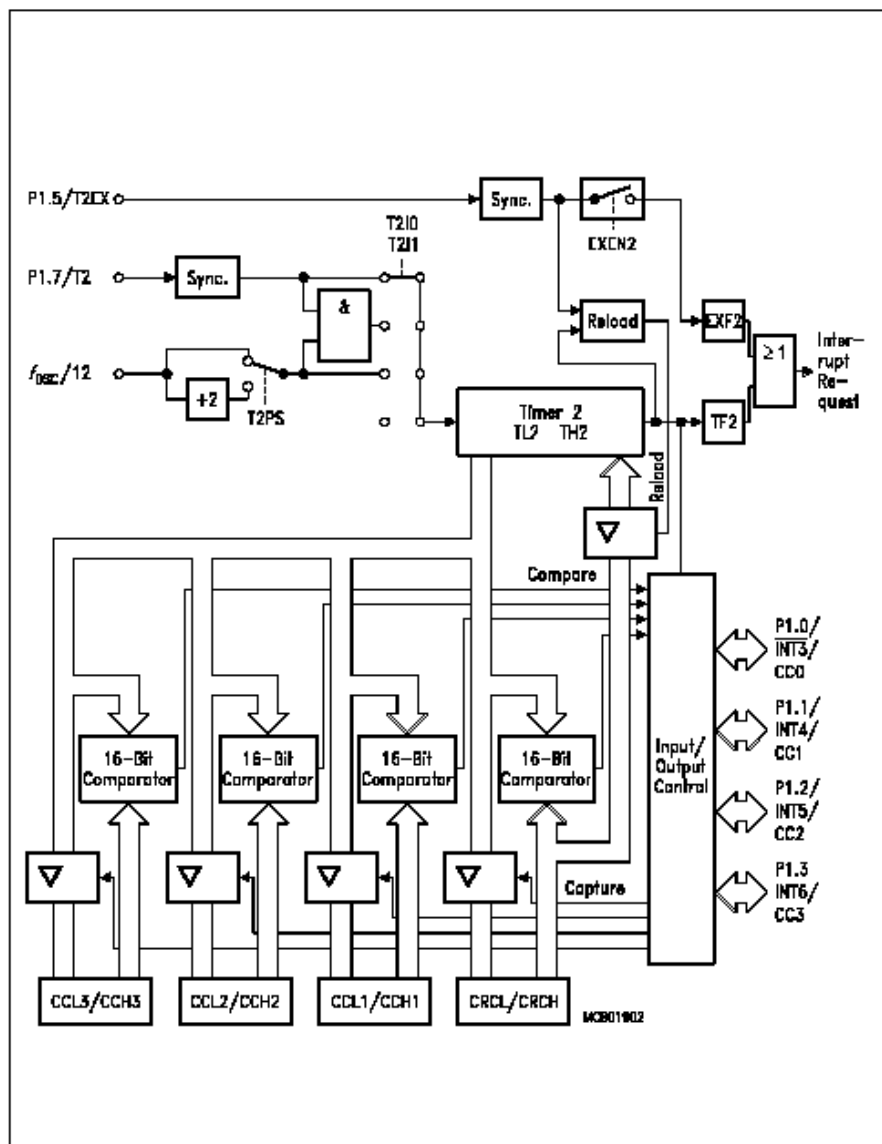 P1.5/T2EX
Sync.
EXEN2
T2I0
T2I1
P1.7/T2
Sync.
&
Reload
EXF2
≥1
Inter-
rupt
Re-
quest
fOSC/12
÷2
T2PS
Timer 2
TL2 TH2
TF2
Reload
Compare
P1.0/
INT3/
CC0
P1.1/
INT4/
CC1
P1.2/
INT5/
CC2
P1.3
INT6/
CC3
Input/
Output
Control
16-Bit
Comparator
16-Bit
Comparator
16-Bit
Comparator
16-Bit
Comparator
Capture
CCL3/CCH3
CCL2/CCH2
CCL1/CCH1
CRCL/CRCH
MCB01902